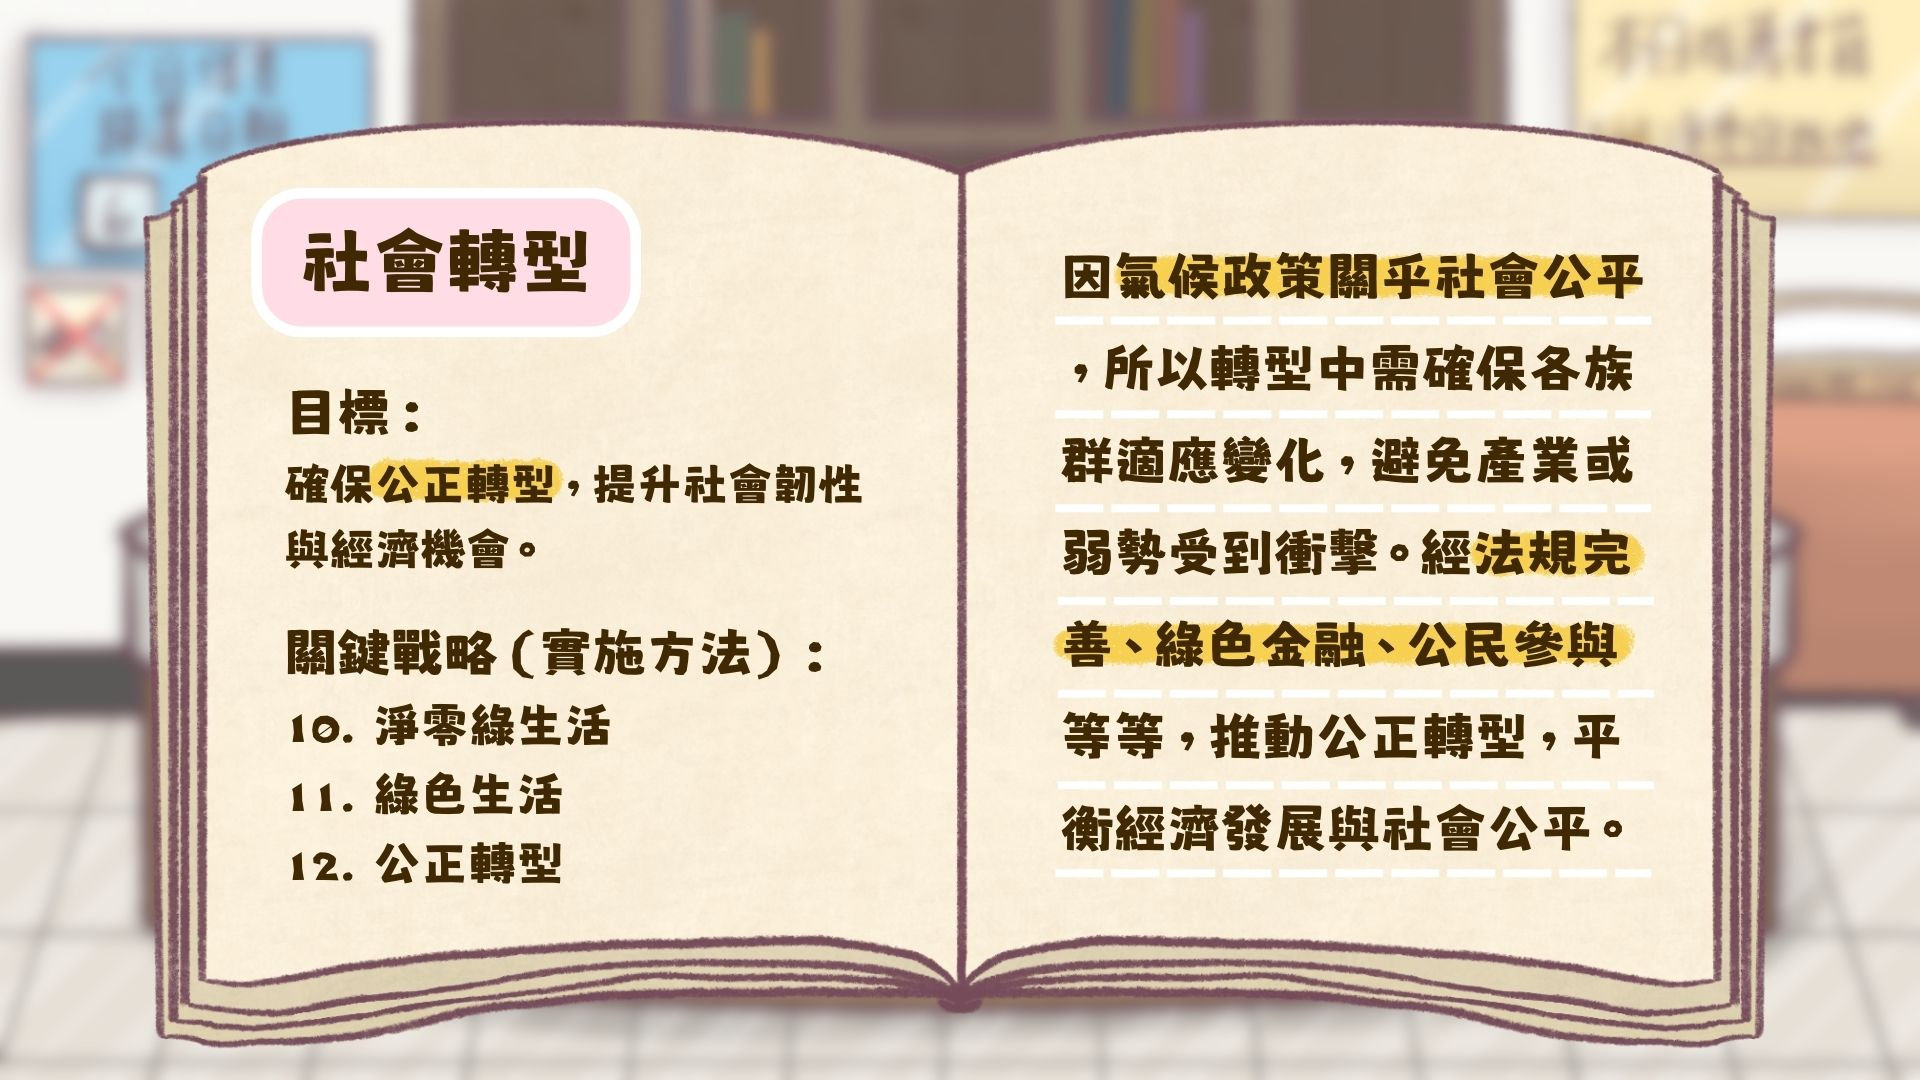 社會轉型
目標：
確保公正轉型，提升社會韌性
與經濟機會。
關鍵戰略（實施方法）：
10. 淨零綠生活
11. 綠色生活
12. 公正轉型
因氣候政策關乎社會公平
，所以轉型中需確保各族
群適應變化，避免產業或
弱勢受到衝擊。經法規完
善、綠色金融、公民參與
等等，推動公正轉型，平
衡經濟發展與社會公平。